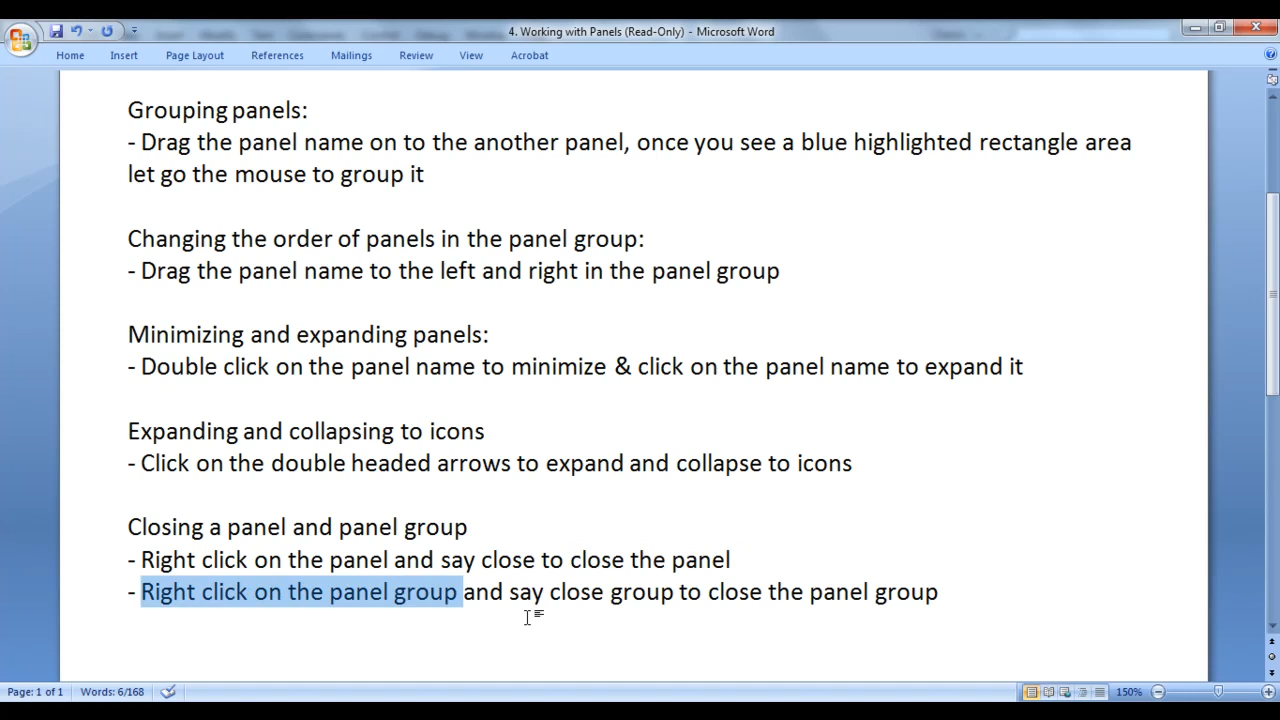 4. Working with Panels (Read-Only) - Microsoft Word
Home Insert Page Layout References Mailings Review View Acrobat
Grouping panels:
- Drag the panel name on to the another panel, once you see a blue highlighted rectangle area
let go the mouse to group it
Changing the order of panels in the panel group:
- Drag the panel name to the left and right in the panel group
Minimizing and expanding panels:
- Double click on the panel name to minimize & click on the panel name to expand it
Expanding and collapsing to icons
- Click on the double headed arrows to expand and collapse to icons
Closing a panel and panel group
- Right click on the panel and say close to close the panel
- Right click on the panel group and say close group to close the panel group
Page: 1 of 1 Words: 6/168 150%